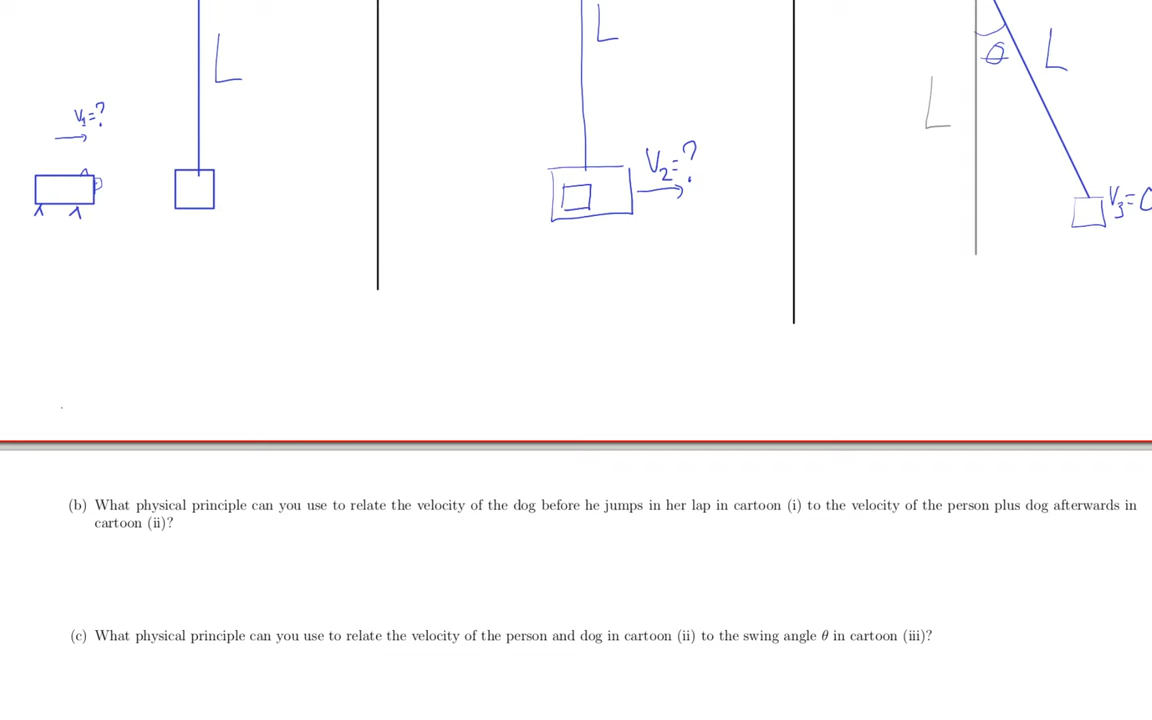 L
L
θ
L
L
V₁=?
V₂=?
V₃=0
(b) What physical principle can you use to relate the velocity of the dog before he jumps in her lap in cartoon (i) to the velocity of the person plus dog afterwards in
cartoon (ii)?
(c) What physical principle can you use to relate the velocity of the person and dog in cartoon (ii) to the swing angle θ in cartoon (iii)?